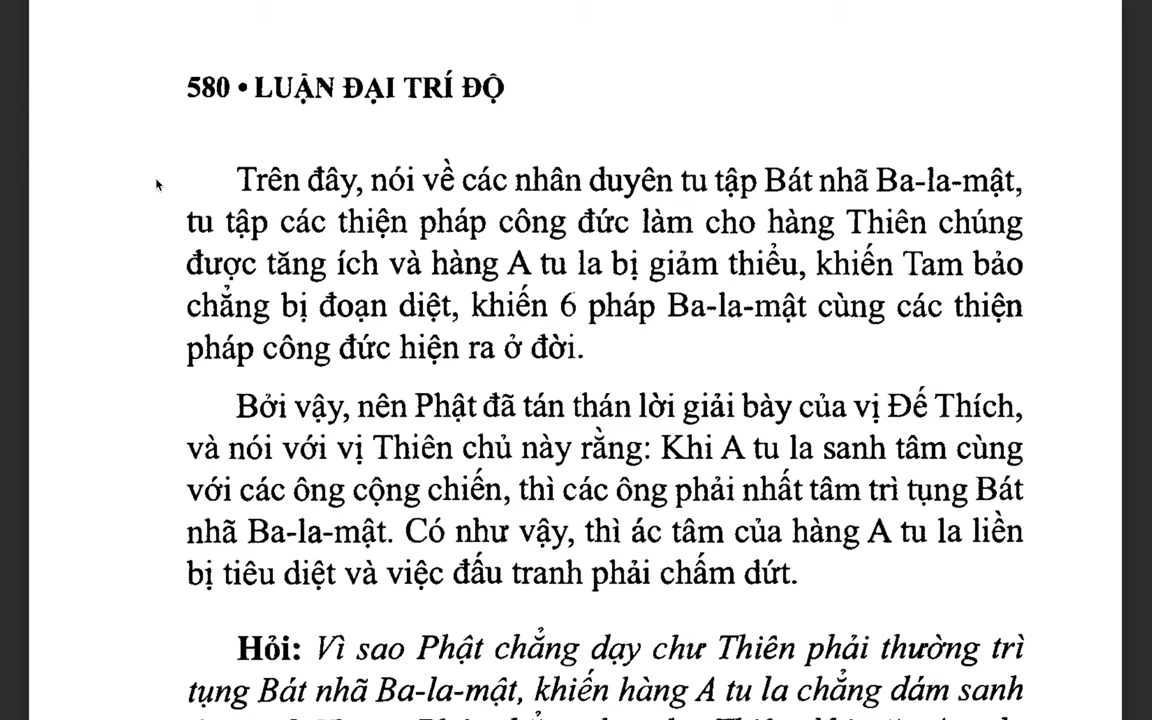 580 • LUẬN ĐẠI TRÍ ĐỘ
Trên đây, nói về các nhân duyên tu tập Bát nhã Ba-la-mật,
tu tập các thiện pháp công đức làm cho hàng Thiên chúng
được tăng ích và hàng A tu la bị giảm thiểu, khiến Tam bảo
chẳng bị đoạn diệt, khiến 6 pháp Ba-la-mật cùng các thiện
pháp công đức hiện ra ở đời.
Bởi vậy, nên Phật đã tán thán lời giải bày của vị Đế Thích,
và nói với vị Thiên chủ này rằng: Khi A tu la sanh tâm cùng
với các ông cộng chiến, thì các ông phải nhất tâm trì tụng Bát
nhã Ba-la-mật. Có như vậy, thì ác tâm của hàng A tu la liền
bị tiêu diệt và việc đấu tranh phải chấm dứt.
Hỏi: Vì sao Phật chẳng dạy chư Thiên phải thường trì
tụng Bát nhã Ba-la-mật, khiến hàng A tu la chẳng dám sanh